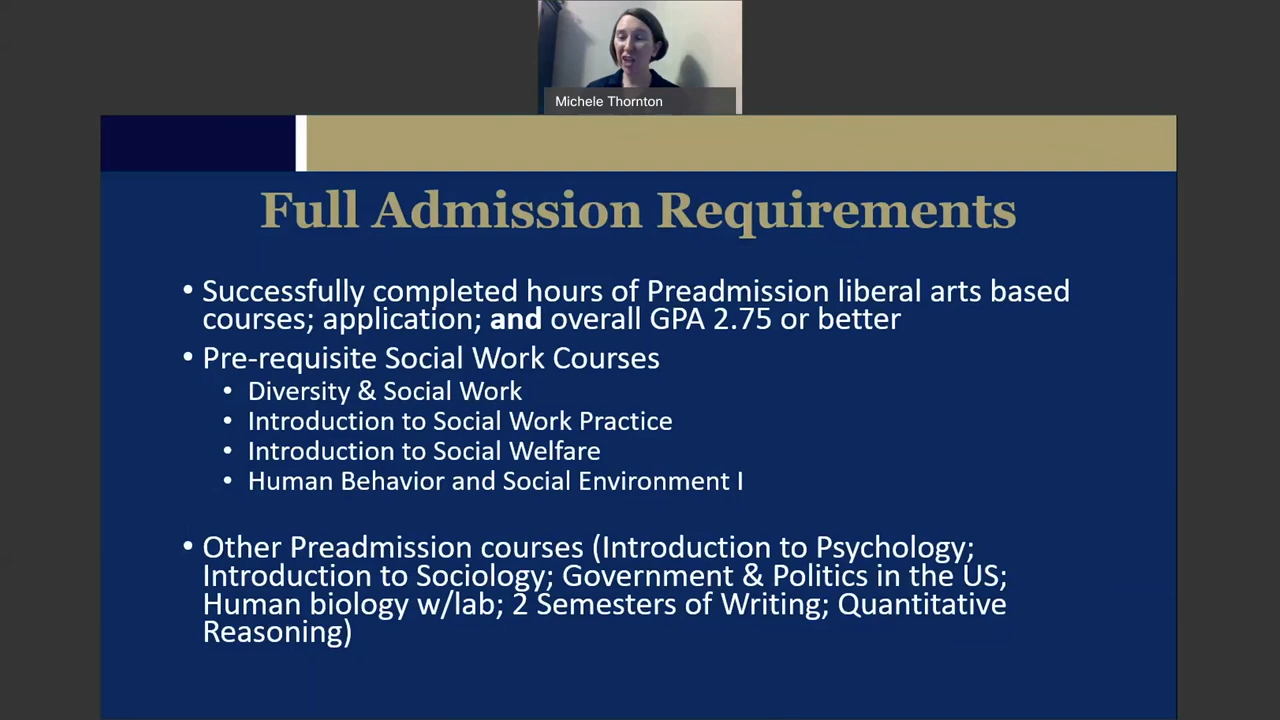 Michele Thornton
Full Admission Requirements
• Successfully completed hours of Preadmission liberal arts based
courses; application; and overall GPA 2.75 or better
• Pre-requisite Social Work Courses
• Diversity & Social Work
• Introduction to Social Work Practice
• Introduction to Social Welfare
• Human Behavior and Social Environment I
• Other Preadmission courses (Introduction to Psychology;
Introduction to Sociology; Government & Politics in the US;
Human biology w/lab; 2 Semesters of Writing; Quantitative
Reasoning)